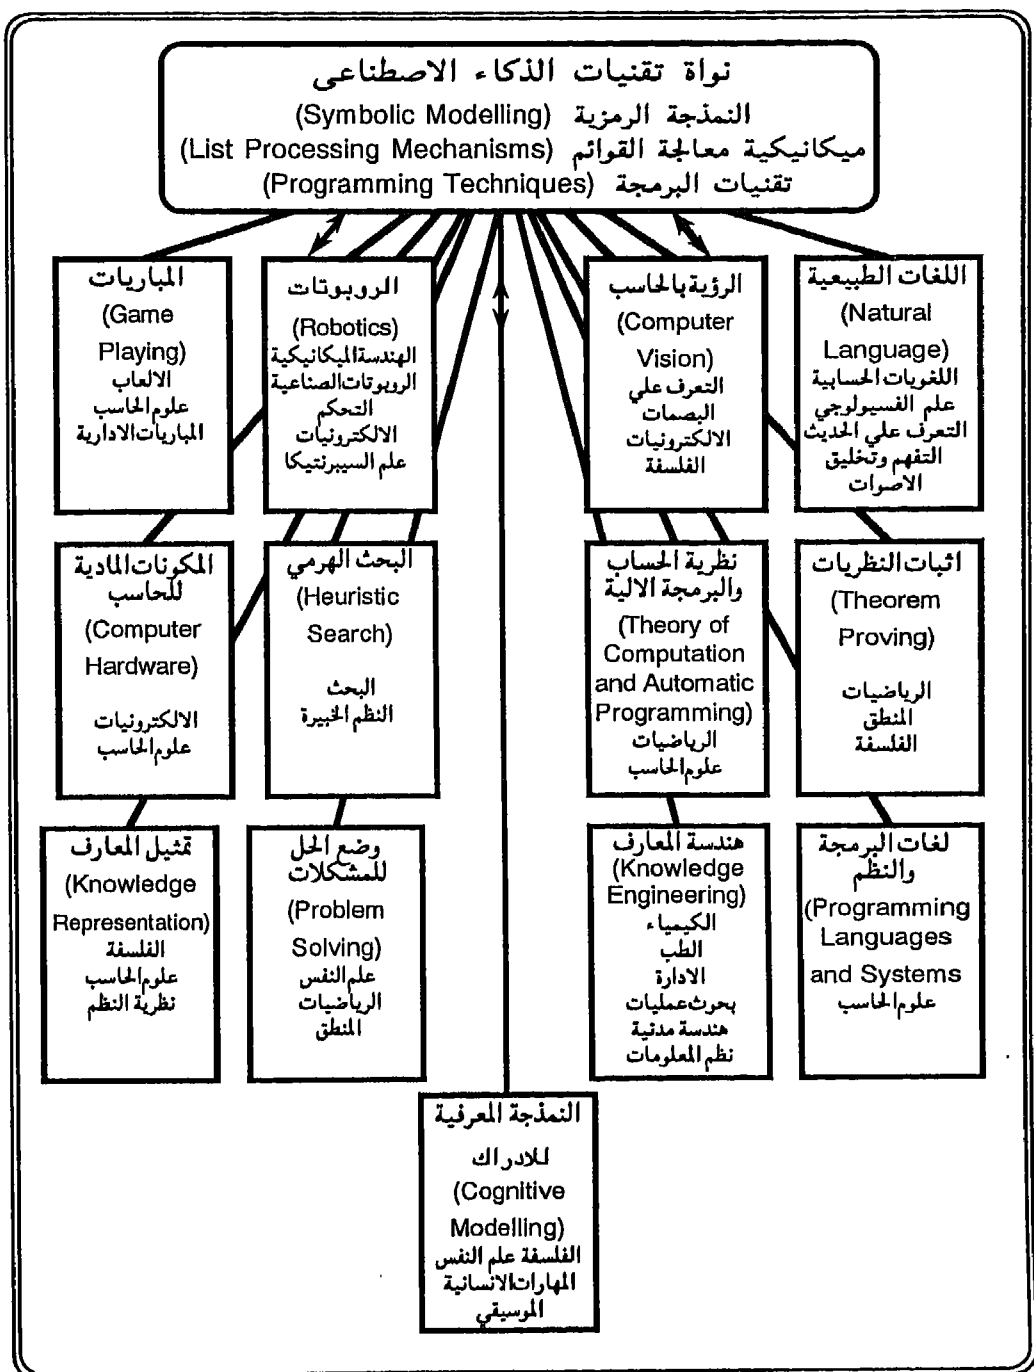 نواة تقنيات الذكاء الاصطناعى
النمذجة الرمزية (Symbolic Modelling)
ميكانيكية معالجة القوائم (List Processing Mechanisms)
تقنيات البرمجة (Programming Techniques)
اللغات الطبيعية
(Natural
Language)
اللغويات الحسابية
علم الفسيولوجي
التعرف علي الحديث
التفهم وتخليق
الاصوات
الرؤية بالحاسب
(Computer
Vision)
التعرف علي
البصمات
الالكترونيات
الفلسفة
الروبوتات
(Robotics)
الهندسة الميكانيكية
الروبوتات الصناعية
التحكم
الالكترونيات
علم السيبرنتيكا
المباريات
(Game
Playing)
الالعاب
علوم الحاسب
المباريات الادارية
اثبات النظريات
(Theorem
Proving)
الرياضيات
المنطق
الفلسفة
نظرية الحساب
والبرمجة الالية
(Theory of
Computation
and Automatic
Programming)
الرياضيات
علوم الحاسب
البحث الهرمي
(Heuristic
Search)
البحث
النظم الخبيرة
المكونات المادية
للحاسب
(Computer
Hardware)
الالكترونيات
علوم الحاسب
لغات البرمجة
والنظم
(Programming
Languages
and Systems
علوم الحاسب
هندسة المعارف
(Knowledge
Engineering)
الكيمياء
الطب
الادارة
بحوث عمليات
هندسة مدنية
نظم المعلومات
وضع الحل
للمشكلات
(Problem
Solving)
علم النفس
الرياضيات
المنطق
تمثيل المعارف
(Knowledge
Representation)
الفلسفة
علوم الحاسب
نظرية النظم
النمذجة المعرفية
للادراك
(Cognitive
Modelling)
الفلسفة علم النفس
المهارات الانسانية
الموسيقي